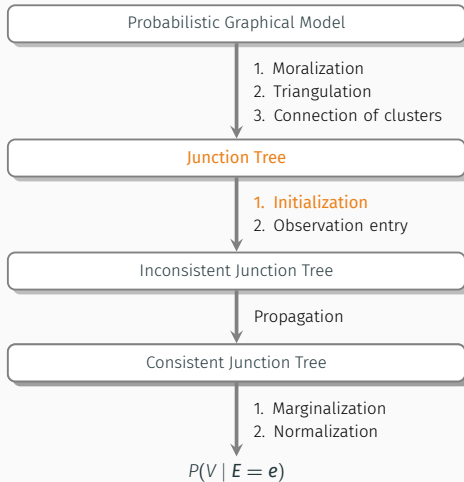 Probabilistic Graphical Model
1. Moralization
2. Triangulation
3. Connection of clusters
Junction Tree
1. Initialization
2. Observation entry
Inconsistent Junction Tree
Propagation
Consistent Junction Tree
1. Marginalization
2. Normalization
P(V | E = e)